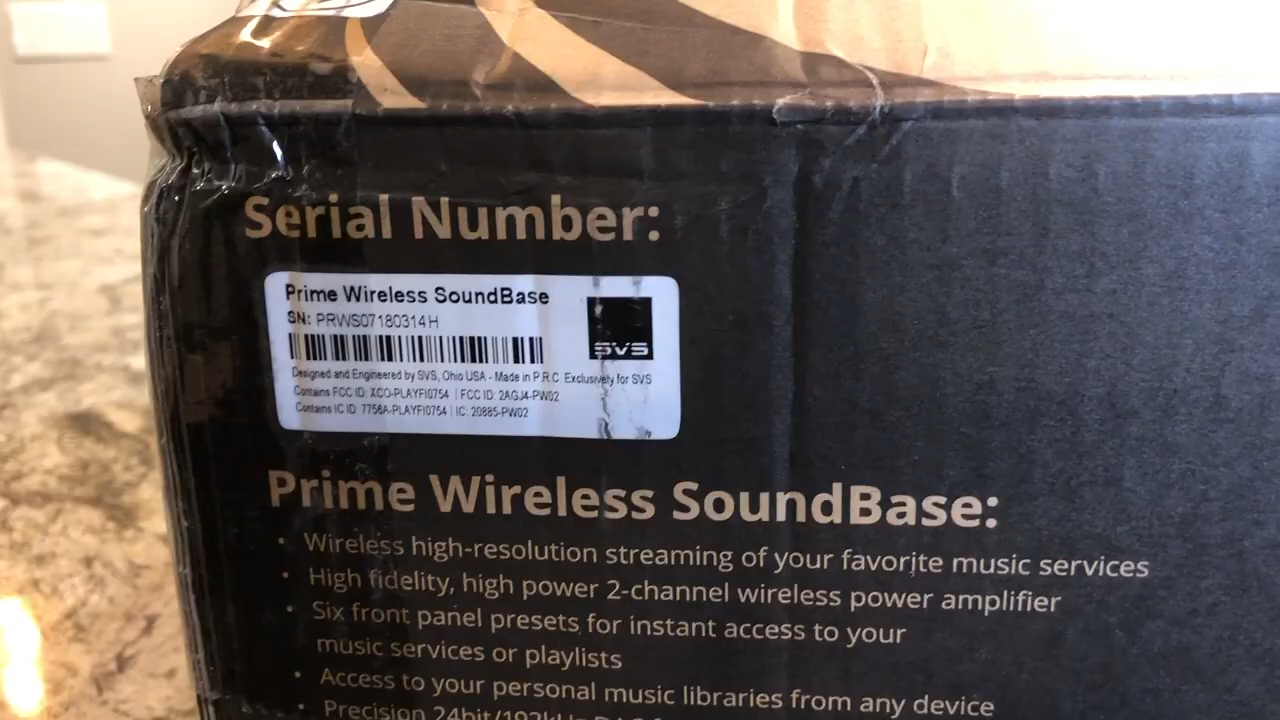 Serial Number:
Prime Wireless SoundBase
SN: PRWS07180314H
SVS
Designed and Engineered by SVS, Ohio USA - Made in P.R.C. Exclusively for SVS
Contains FCC ID: XCO-PLAYFI0754 | FCC ID: 2AGJ4-PW02
Contains IC ID: 7756A-PLAYFI0754 | IC: 20885-PW02
Prime Wireless SoundBase:
• Wireless high-resolution streaming of your favorite music services
• High fidelity, high power 2-channel wireless power amplifier
• Six front panel presets for instant access to your
music services or playlists
• Access to your personal music libraries from any device
• Precision 24bit/192kHz DAC